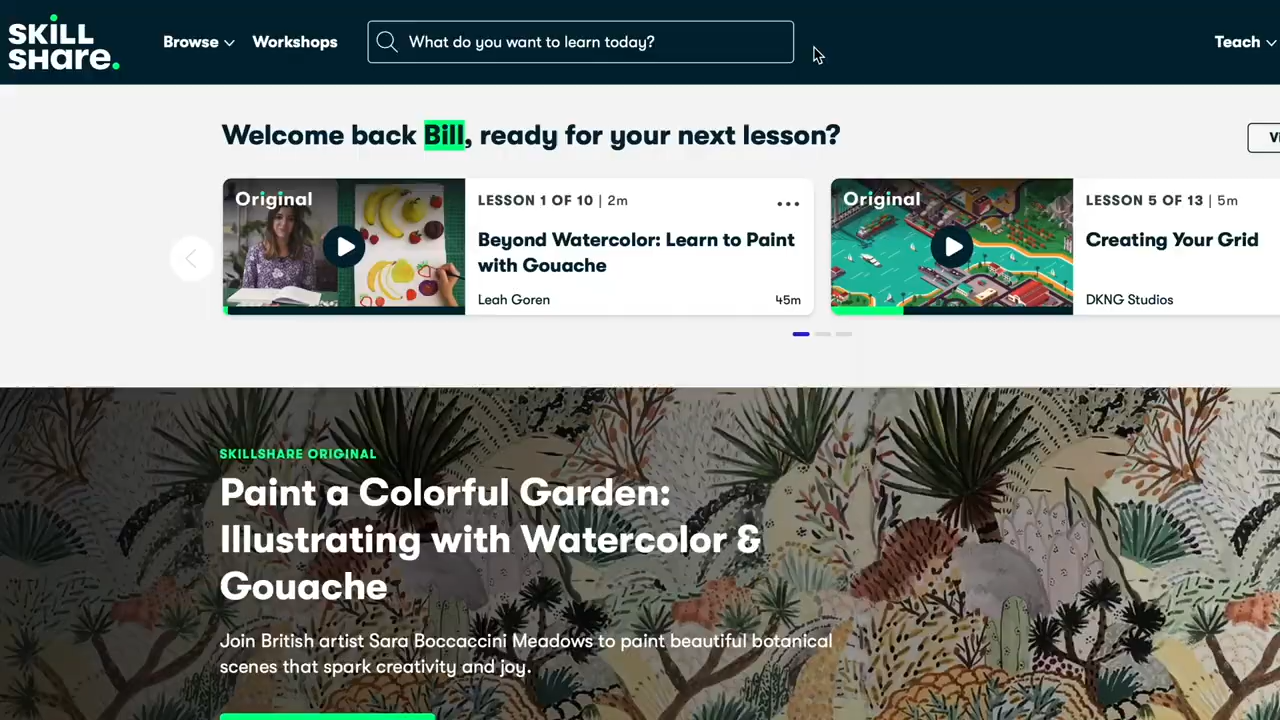 SKILL
SHare.
Browse
Workshops
What do you want to learn today?
Teach
Welcome back Bill, ready for your next lesson?
Original
LESSON 1 OF 10 | 2m
Beyond Watercolor: Learn to Paint
with Gouache
Leah Goren
45m
Original
LESSON 5 OF 13 | 5m
Creating Your Grid
DKNG Studios
SKILLSHARE ORIGINAL
Paint a Colorful Garden:
Illustrating with Watercolor &
Gouache
Join British artist Sara Boccaccini Meadows to paint beautiful botanical
scenes that spark creativity and joy.